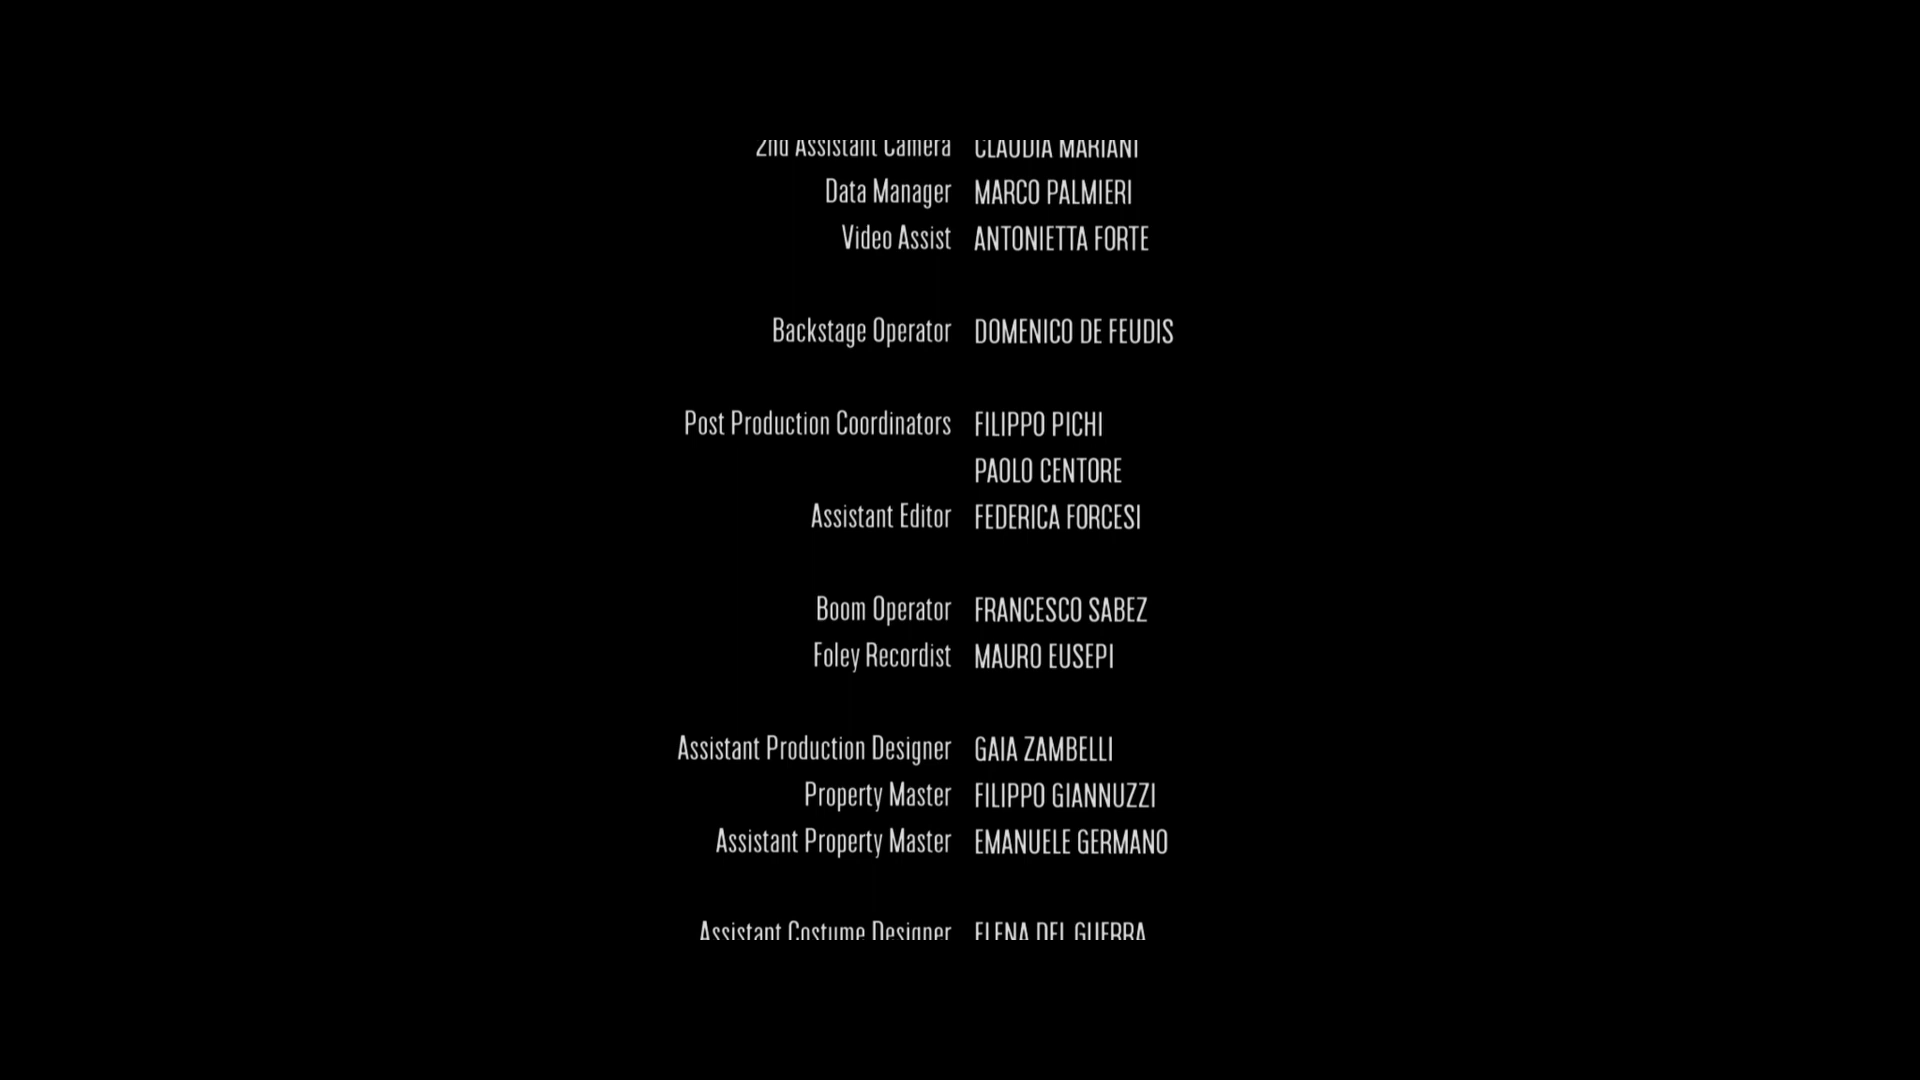 2nd Assistant Camera CLAUDIA MARIANI
Data Manager MARCO PALMIERI
Video Assist ANTONIETTA FORTE
Backstage Operator DOMENICO DE FEUDIS
Post Production Coordinators FILIPPO PICHI
PAOLO CENTORE
Assistant Editor FEDERICA FORCESI
Boom Operator FRANCESCO SABEZ
Foley Recordist MAURO EUSEPI
Assistant Production Designer GAIA ZAMBELLI
Property Master FILIPPO GIANNUZZI
Assistant Property Master EMANUELE GERMANO
Assistant Costume Designer ELENA DEL GUERRA